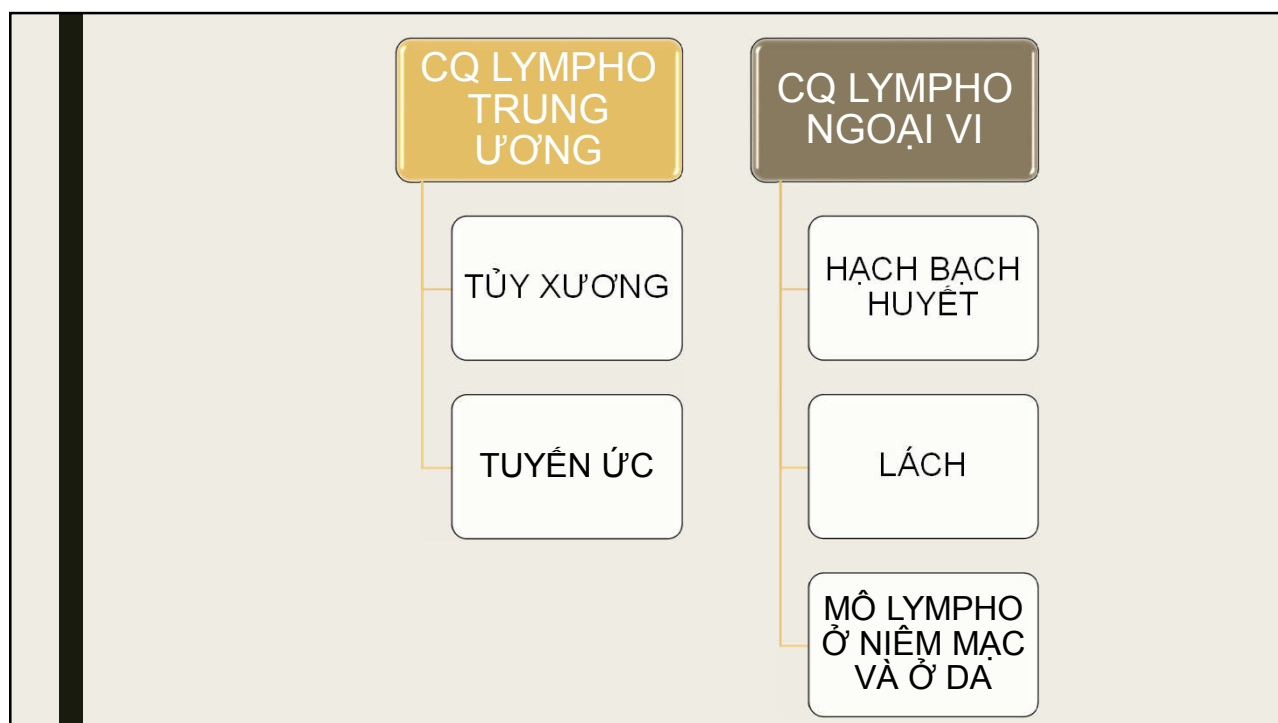 CQ LYMPHO
TRUNG
ƯƠNG
TỦY XƯƠNG
TUYẾN ỨC
CQ LYMPHO
NGOẠI VI
HẠCH BẠCH
HUYẾT
LÁCH
MÔ LYMPHO
Ở NIÊM MẠC
VÀ Ở DA